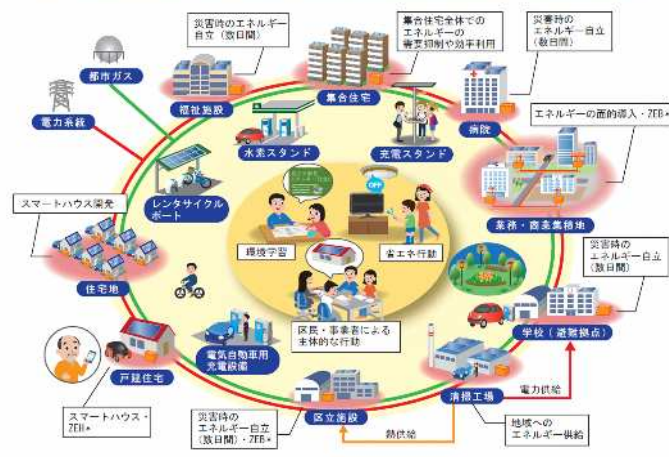 災害時の
エネルギー
自立（数日間）
集合住宅全体での
エネルギーの
需要抑制や効率利用
災害時の
エネルギー自立
（数日間）
都市ガス
電力系統
福祉施設
集合住宅
病院
水素スタンド
充電スタンド
エネルギーの面的導入・ZEB*
レンタサイクル
ポート
スマートハウス開発
OFF
業務・商業集積地
環境学習
省エネ行動
災害時の
エネルギー自立
（数日間）
住宅地
区民・事業者による
主体的な行動
学校（避難拠点）
電気自動車用
充電設備
戸建住宅
区立施設
清掃工場
電力供給
スマートハウス・
ZEH*
災害時の
エネルギー自立
（数日間）・ZEB*
熱供給
地域への
エネルギー供給